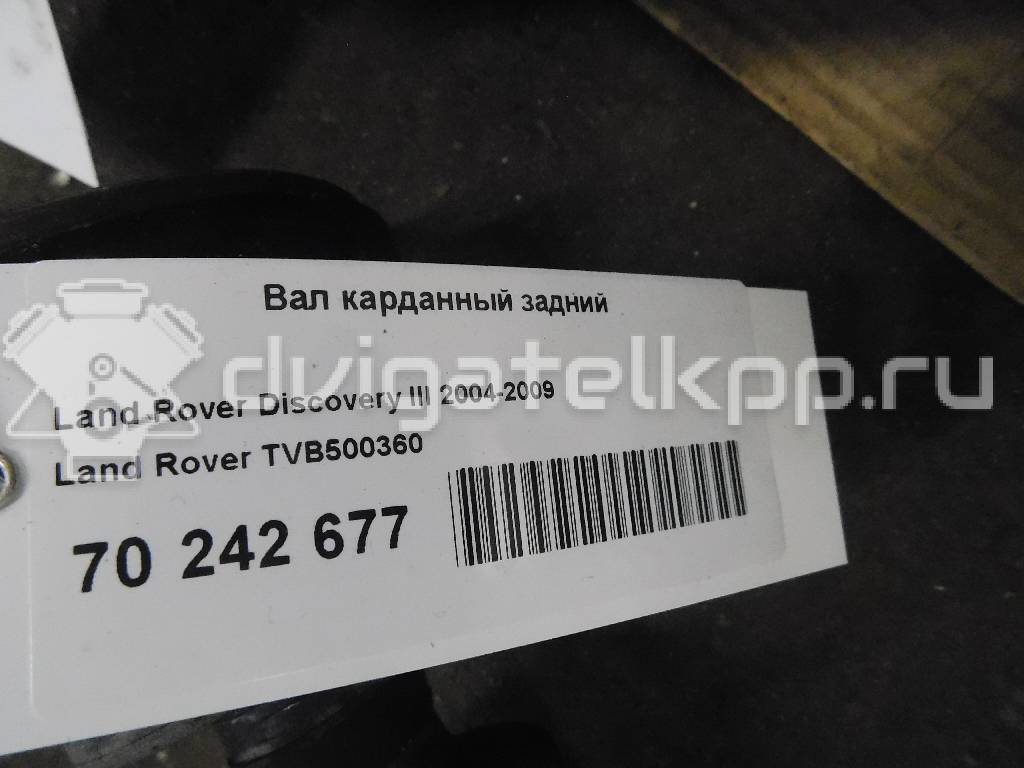 Вал карданный задний
dvigatelkpp.ru
Land Rover Discovery III 2004-2009
Land Rover TVB500360
70 242 677